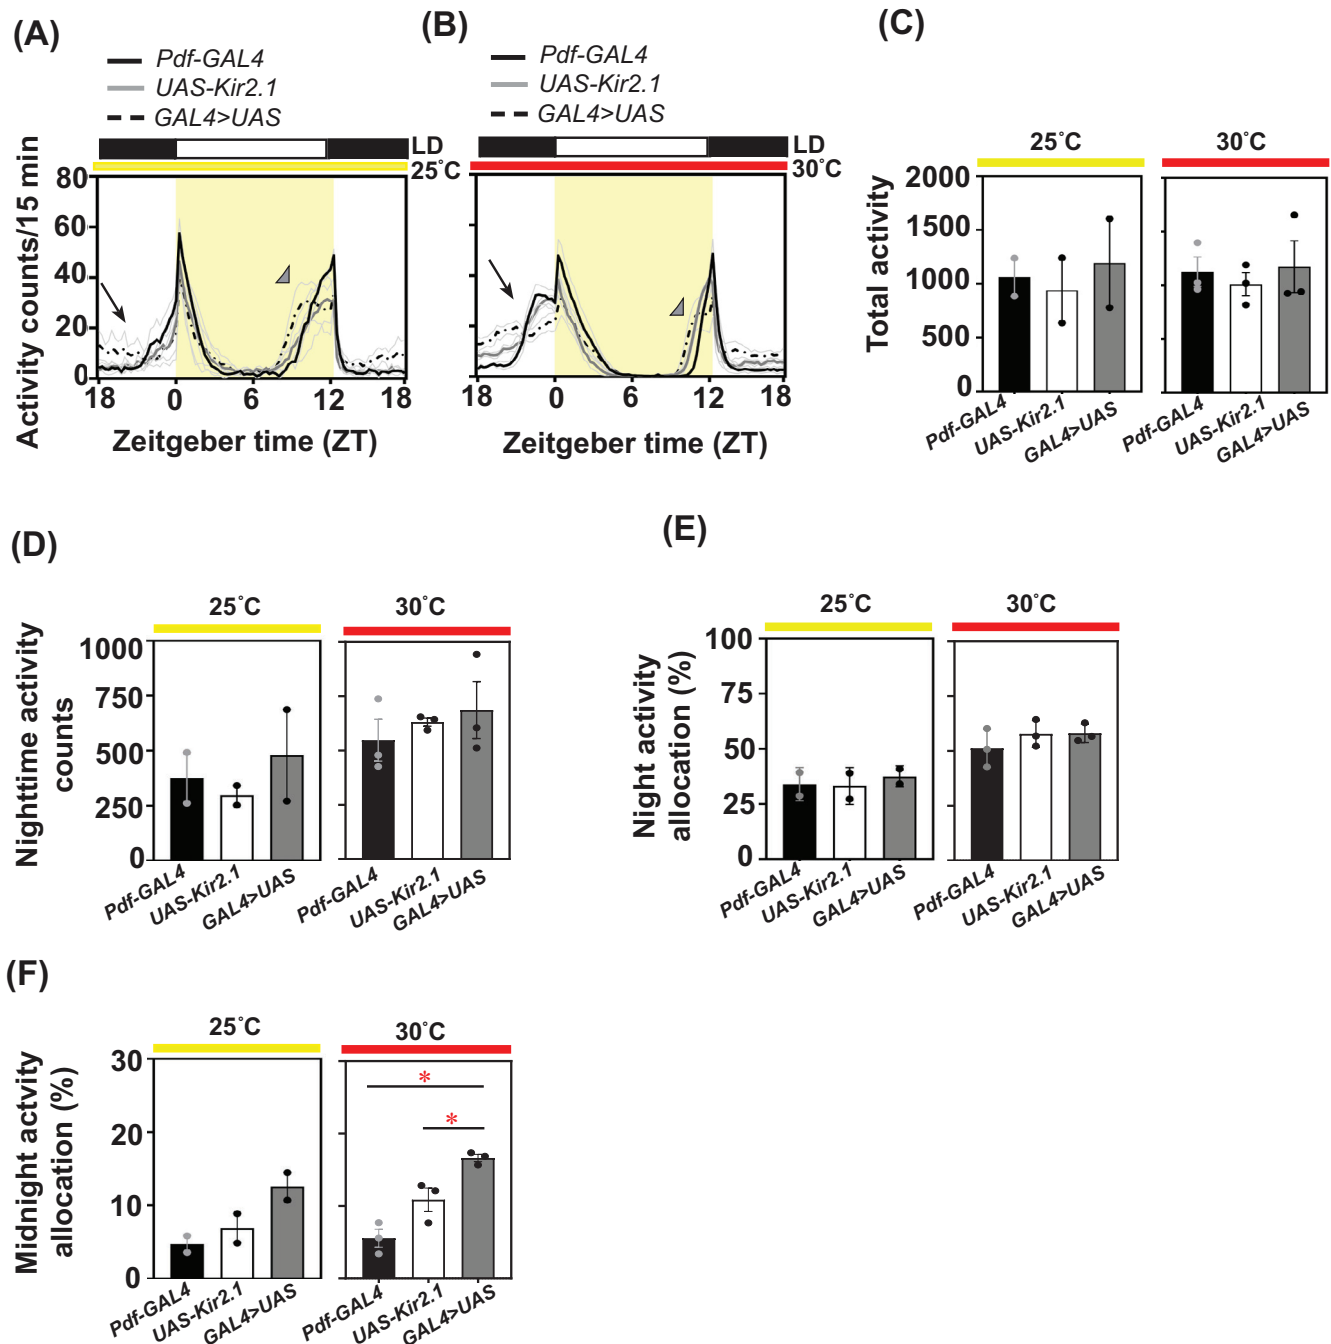 (A)
Pdf-GAL4
UAS-Kir2.1
GAL4>UAS
LD
25°C
Activity counts/15 min
80
60
40
20
0
18 0 6 12 18
Zeitgeber time (ZT)
(B)
Pdf-GAL4
UAS-Kir2.1
GAL4>UAS
LD
30°C
18 0 6 12 18
Zeitgeber time (ZT)
(C)
25°C 30°C
Total activity
2000
1500
1000
500
0
Pdf-GAL4 UAS-Kir2.1 GAL4>UAS Pdf-GAL4 UAS-Kir2.1 GAL4>UAS
(D)
25°C 30°C
Nighttime activity
counts
1000
750
500
250
0
Pdf-GAL4 UAS-Kir2.1 GAL4>UAS Pdf-GAL4 UAS-Kir2.1 GAL4>UAS
(E)
25°C 30°C
Night activity
allocation (%)
100
75
50
25
0
Pdf-GAL4 UAS-Kir2.1 GAL4>UAS Pdf-GAL4 UAS-Kir2.1 GAL4>UAS
(F)
25°C 30°C
Midnight actvity
allocation (%)
30
20
10
0
* *
Pdf-GAL4 UAS-Kir2.1 GAL4>UAS Pdf-GAL4 UAS-Kir2.1 GAL4>UAS